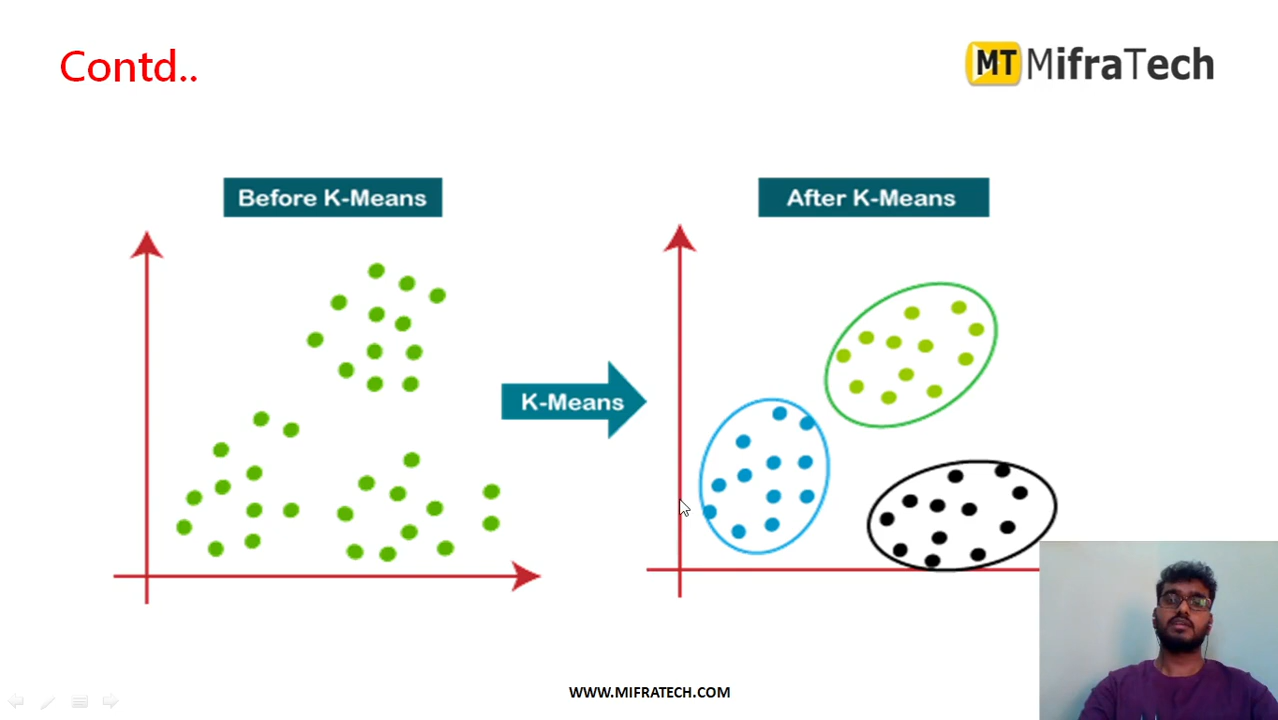 Contd..
MT MifraTech
Before K-Means
After K-Means
K-Means
WWW.MIFRATECH.COM